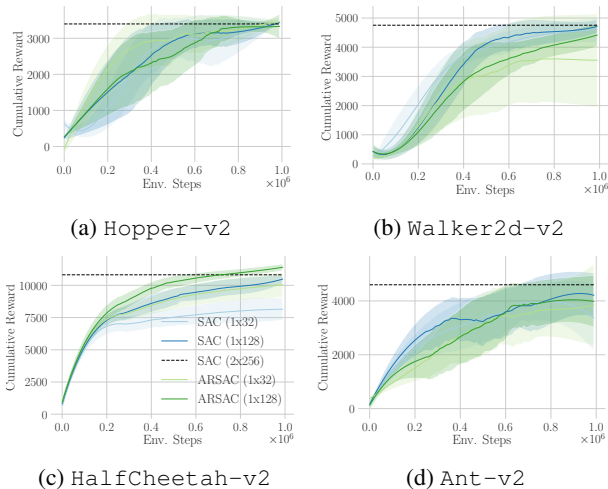 3000
2000
1000
0
Cumulative Reward
0.0 0.2 0.4 0.6 0.8 1.0
Env. Steps
×10⁶
(a) Hopper-v2
5000
4000
3000
2000
1000
0
Cumulative Reward
0.0 0.2 0.4 0.6 0.8 1.0
Env. Steps
×10⁶
(b) Walker2d-v2
10000
7500
5000
2500
0
Cumulative Reward
SAC (1x32)
SAC (1x128)
SAC (2x256)
ARSAC (1x32)
ARSAC (1x128)
0.0 0.2 0.4 0.6 0.8 1.0
Env. Steps
×10⁶
(c) HalfCheetah-v2
4000
2000
0
Cumulative Reward
0.0 0.2 0.4 0.6 0.8 1.0
Env. Steps
×10⁶
(d) Ant-v2